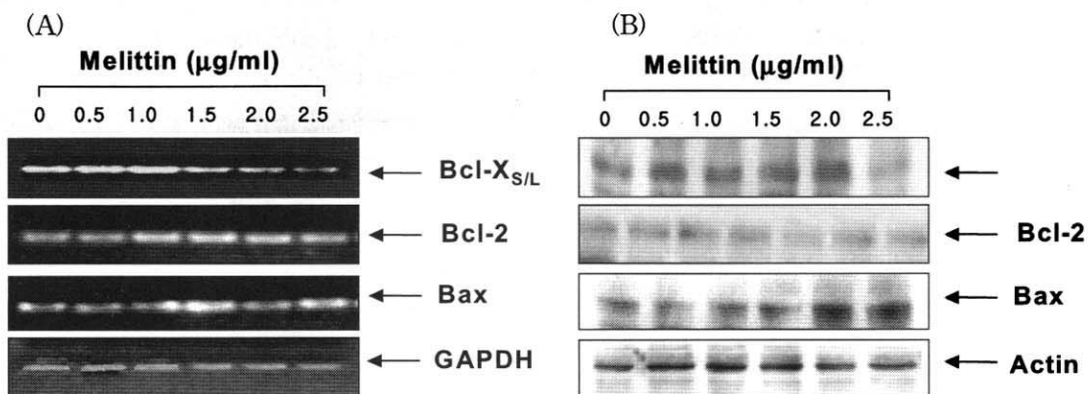 (A)
Melittin (μg/ml)
0 0.5 1.0 1.5 2.0 2.5
Bcl-X_S/L
Bcl-2
Bax
GAPDH
(B)
Melittin (μg/ml)
0 0.5 1.0 1.5 2.0 2.5
Bcl-2
Bax
Actin